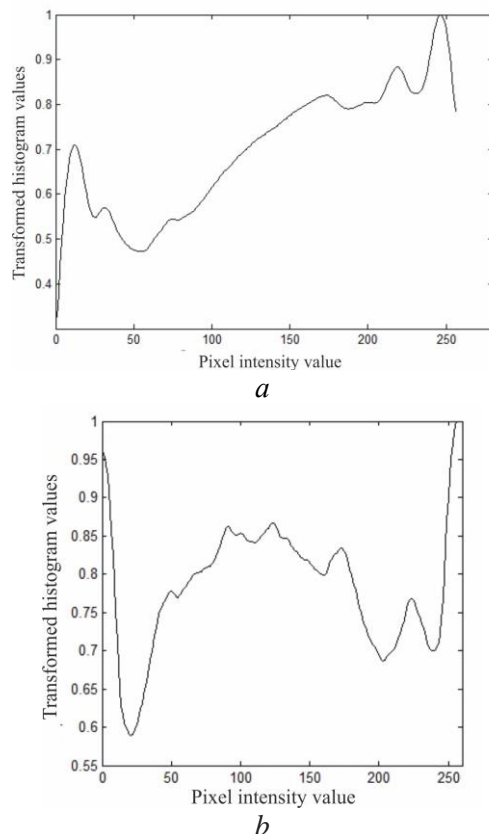 1
0.9
0.8
0.7
0.6
0.5
0.4
Transformed histogram values
0 50 100 150 200 250
Pixel intensity value
a
1
0.95
0.9
0.85
0.8
0.75
0.7
0.65
0.6
0.55
Transformed histogram values
0 50 100 150 200 250
Pixel intensity value
b